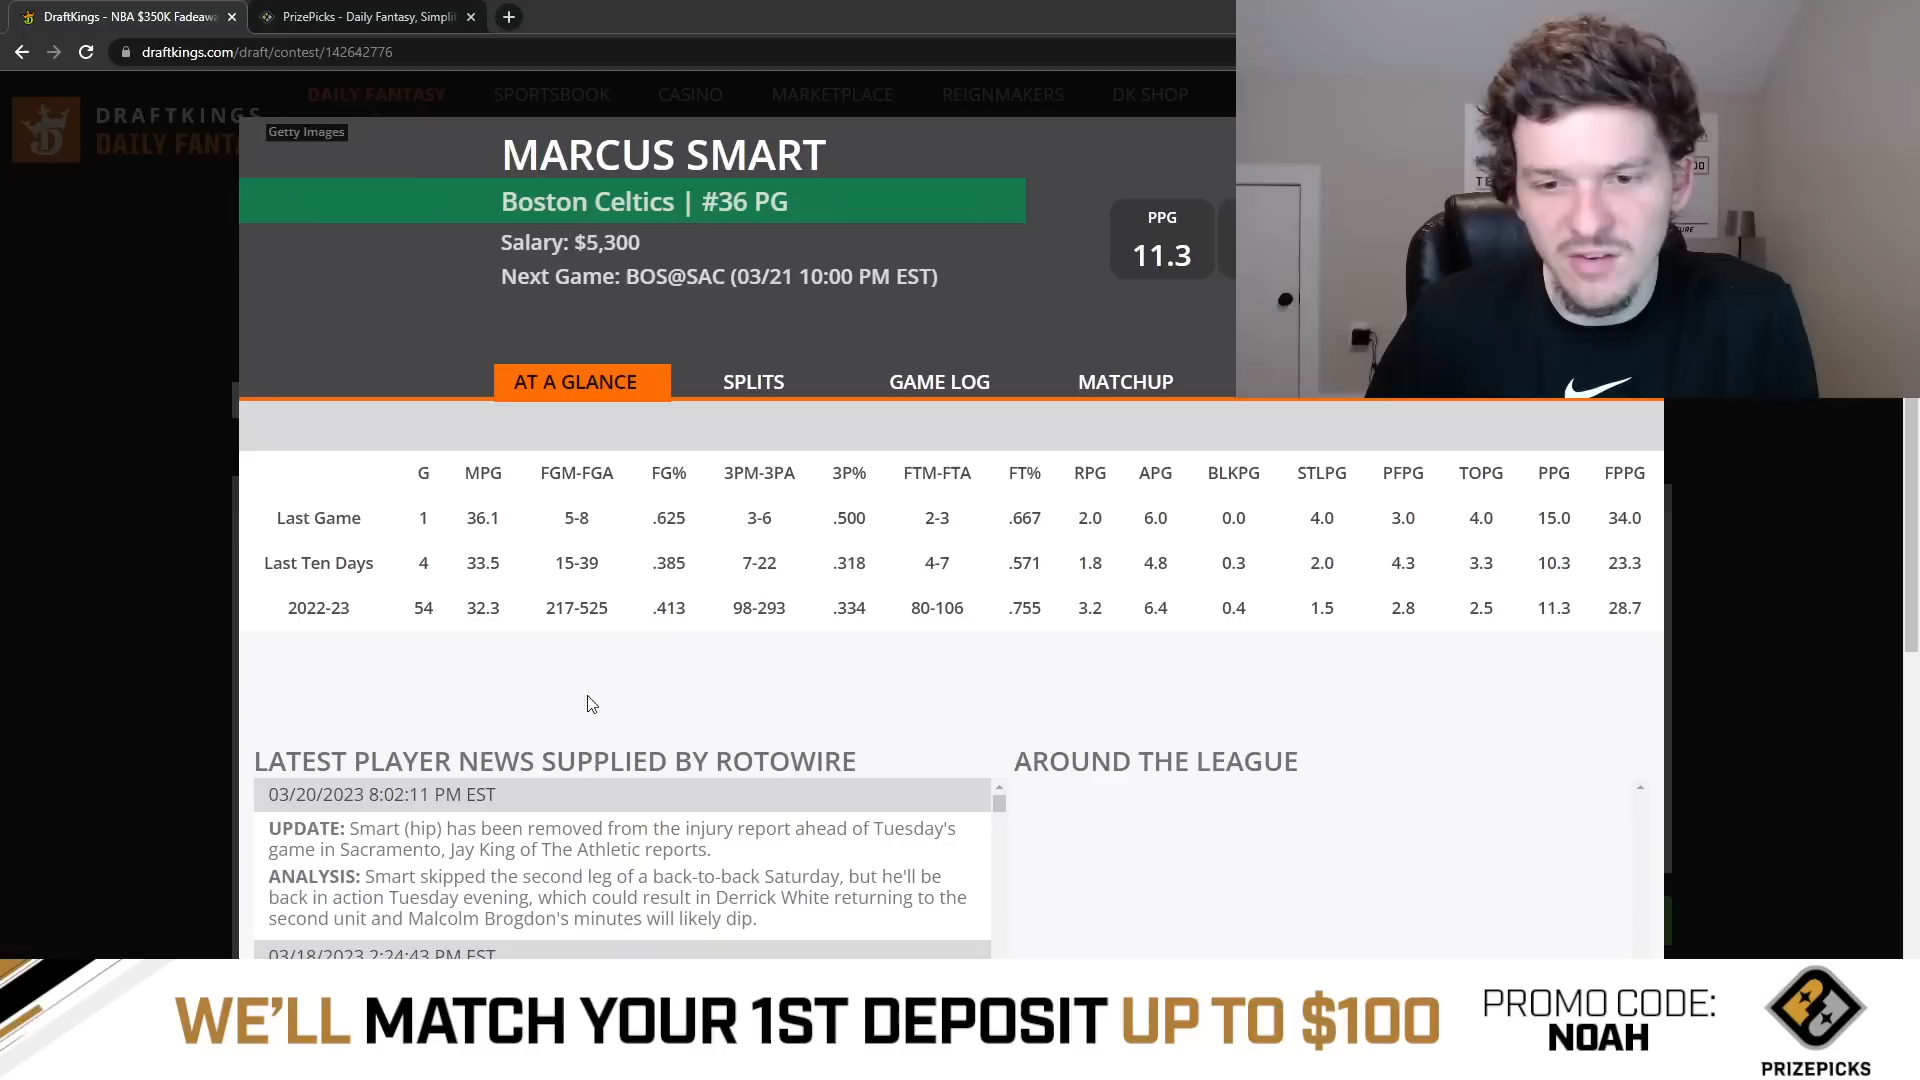 DraftKings - NBA $350K Fadeawa
PrizePicks - Daily Fantasy, Simplif
draftkings.com/draft/contest/142642776
DRAFTKINGS
DAILY FANT
DAILY FANTASY SPORTSBOOK CASINO MARKETPLACE REIGNMAKERS DK SHOP
Getty Images
MARCUS SMART
Boston Celtics | #36 PG
Salary: $5,300
Next Game: BOS@SAC (03/21 10:00 PM EST)
PPG
11.3
AT A GLANCE SPLITS GAME LOG MATCHUP
G MPG FGM-FGA FG% 3PM-3PA 3P% FTM-FTA FT% RPG APG BLKPG STLPG PFPG TOPG PPG FPPG
Last Game 1 36.1 5-8 .625 3-6 .500 2-3 .667 2.0 6.0 0.0 4.0 3.0 4.0 15.0 34.0
Last Ten Days 4 33.5 15-39 .385 7-22 .318 4-7 .571 1.8 4.8 0.3 2.0 4.3 3.3 10.3 23.3
2022-23 54 32.3 217-525 .413 98-293 .334 80-106 .755 3.2 6.4 0.4 1.5 2.8 2.5 11.3 28.7
LATEST PLAYER NEWS SUPPLIED BY ROTOWIRE
03/20/2023 8:02:11 PM EST
UPDATE: Smart (hip) has been removed from the injury report ahead of Tuesday's
game in Sacramento, Jay King of The Athletic reports.
ANALYSIS: Smart skipped the second leg of a back-to-back Saturday, but he'll be
back in action Tuesday evening, which could result in Derrick White returning to the
second unit and Malcolm Brogdon's minutes will likely dip.
03/18/2023 2:24:43 PM EST
AROUND THE LEAGUE
WE'LL MATCH YOUR 1ST DEPOSIT UP TO $100
PROMO CODE:
NOAH
PRIZEPICKS